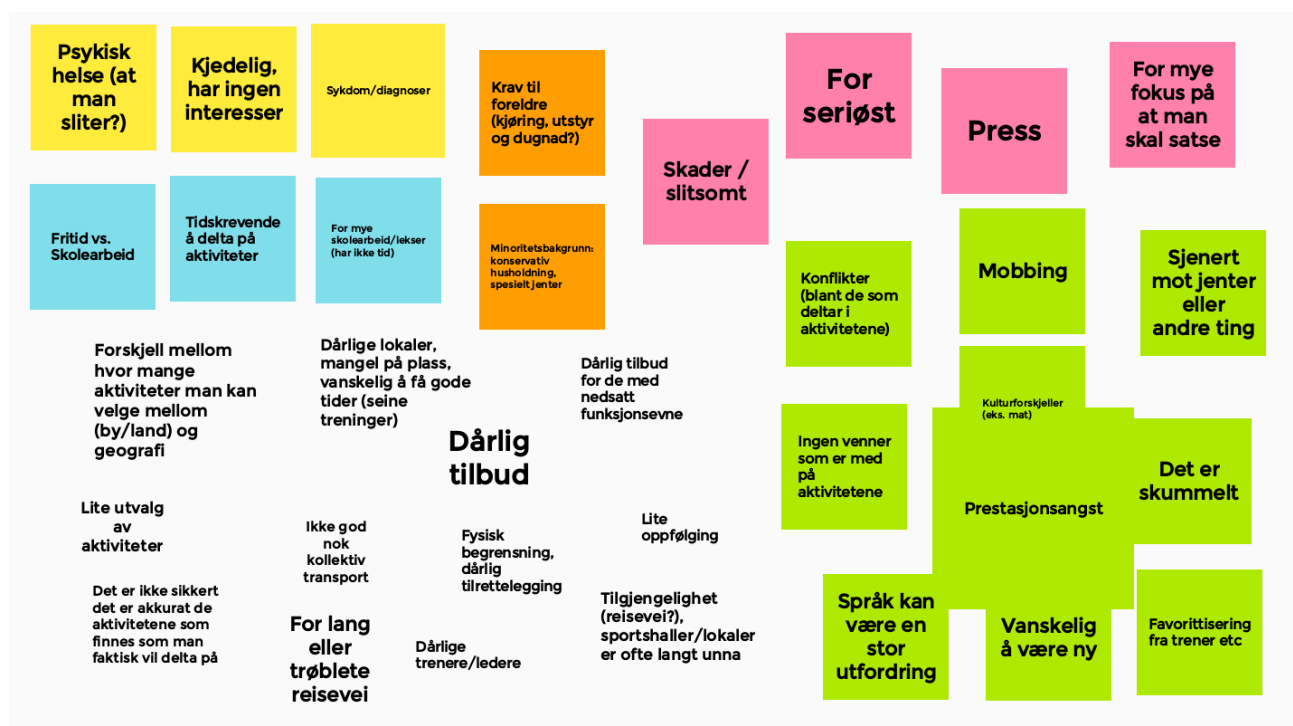 Psykisk
helse (at
man
sliter?)
Kjedelig,
har ingen
interesser
Sykdom/diagnoser
Krav til
foreldre
(kjøring, utstyr
og dugnad?)
Skader /
slitsomt
For
seriøst
Press
For mye
fokus på
at man
skal satse
Fritid vs.
Skolearbeid
Tidskrevende
å delta på
aktiviteter
For mye
skolearbeid/lekser
(har ikke tid)
Minoritetsbakgrunn:
konservativ
husholdning,
spesielt jenter
Konflikter
(blant de som
deltar i
aktivitetene)
Mobbing
Sjenert
mot jenter
eller
andre ting
Forskjell mellom
hvor mange
aktiviteter man kan
velge mellom
(by/land) og
geografi
Dårlige lokaler,
mangel på plass,
vanskelig å få gode
tider (seine
treninger)
Dårlig tilbud
for de med
nedsatt
funksjonsevne
Dårlig
tilbud
Kulturforskjeller
(eks. mat)
Ingen venner
som er med
på
aktivitetene
Prestasjonsangst
Det er
skummelt
Lite utvalg
av
aktiviteter
Ikke god
nok
kollektiv
transport
Fysisk
begrensning,
dårlig
tilrettelegging
Lite
oppfølging
Det er ikke sikkert
det er akkurat de
aktivitetene som
finnes som man
faktisk vil delta på
For lang
eller
trøblete
reisevei
Dårlige
trenere/ledere
Tilgjengelighet
(reisevei?),
sportshaller/lokaler
er ofte langt unna
Språk kan
være en
stor
utfordring
Vanskelig
å være ny
Favorittisering
fra trener etc